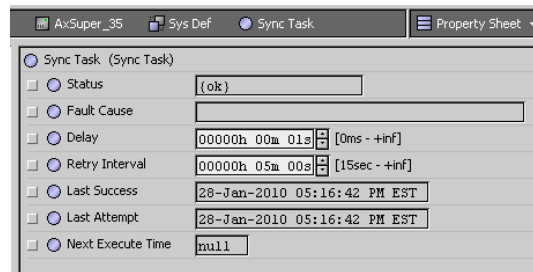 AxSuper_35 Sys Def Sync Task Property Sheet
Sync Task (Sync Task)
Status {ok}
Fault Cause
Delay 00000h 00m 01s [0ms - +inf]
Retry Interval 00000h 05m 00s [15sec - +inf]
Last Success 28-Jan-2010 05:16:42 PM EST
Last Attempt 28-Jan-2010 05:16:42 PM EST
Next Execute Time null